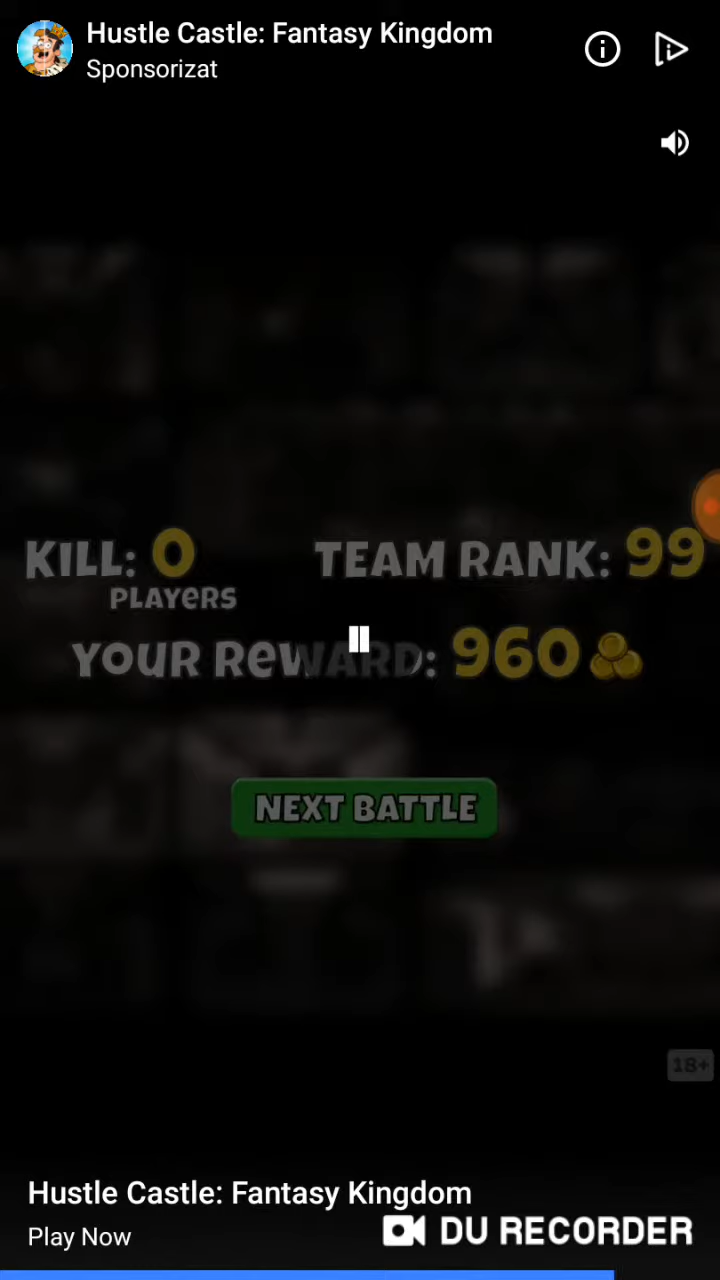 Hustle Castle: Fantasy Kingdom
Sponsorizat
KILL: 0
PLAYERS
TEAM RANK: 99
YOUR REWARD: 960
NEXT BATTLE
18+
Hustle Castle: Fantasy Kingdom
Play Now
DU RECORDER